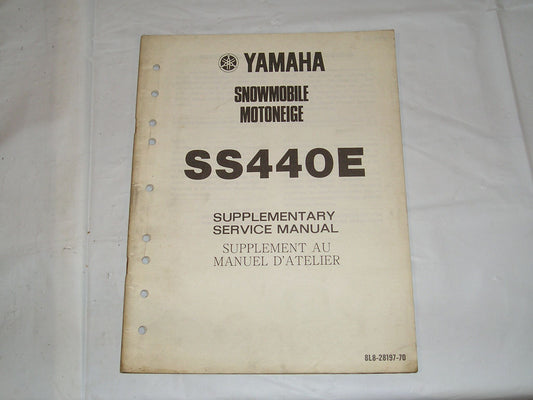 YAMAHA
SNOWMOBILE
MOTONEIGE
SS440E
SUPPLEMENTARY
SERVICE MANUAL
SUPPLEMENT AU
MANUEL D'ATELIER
8L8-28197-70